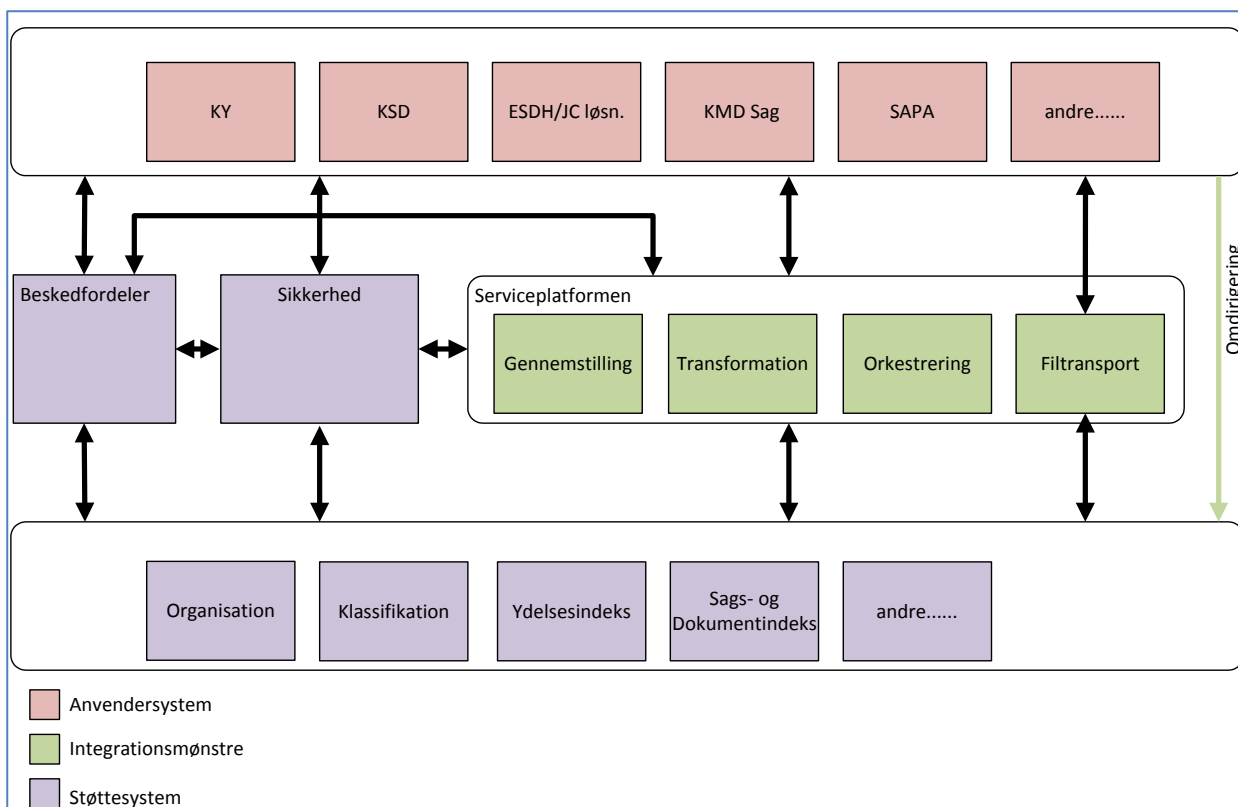 KY
KSD
ESDH/JC løsn.
KMD Sag
SAPA
andre......
Omdirigering
Beskedfordeler
Sikkerhed
Serviceplatformen
Gennemstilling
Transformation
Orkestrering
Filtransport
Organisation
Klassifikation
Ydelsesindeks
Sags- og
Dokumentindeks
andre......
Anvendersystem
Integrationsmønstre
Støttesystem